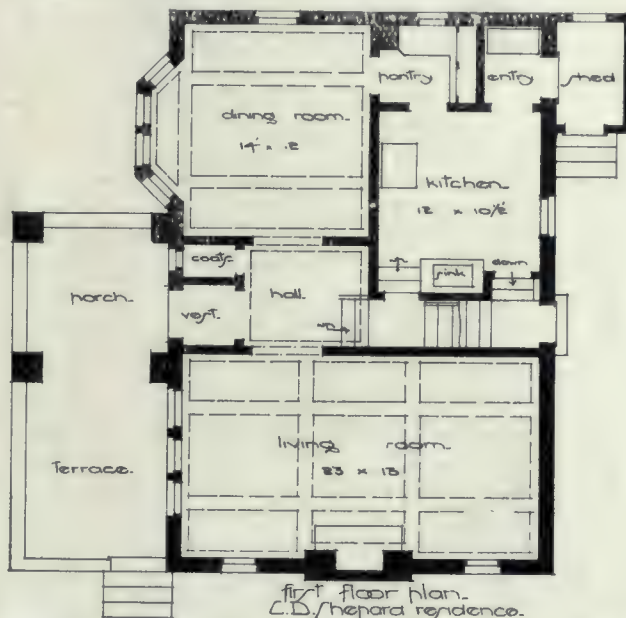 pantry
entry
shed
dining room.
14' x 12
kitchen.
12 x 10½'
coats
sink
down
porch.
hall.
vest.
up
living room.
23 x 13
Terrace.
first floor plan.
C.D. Shepard residence.